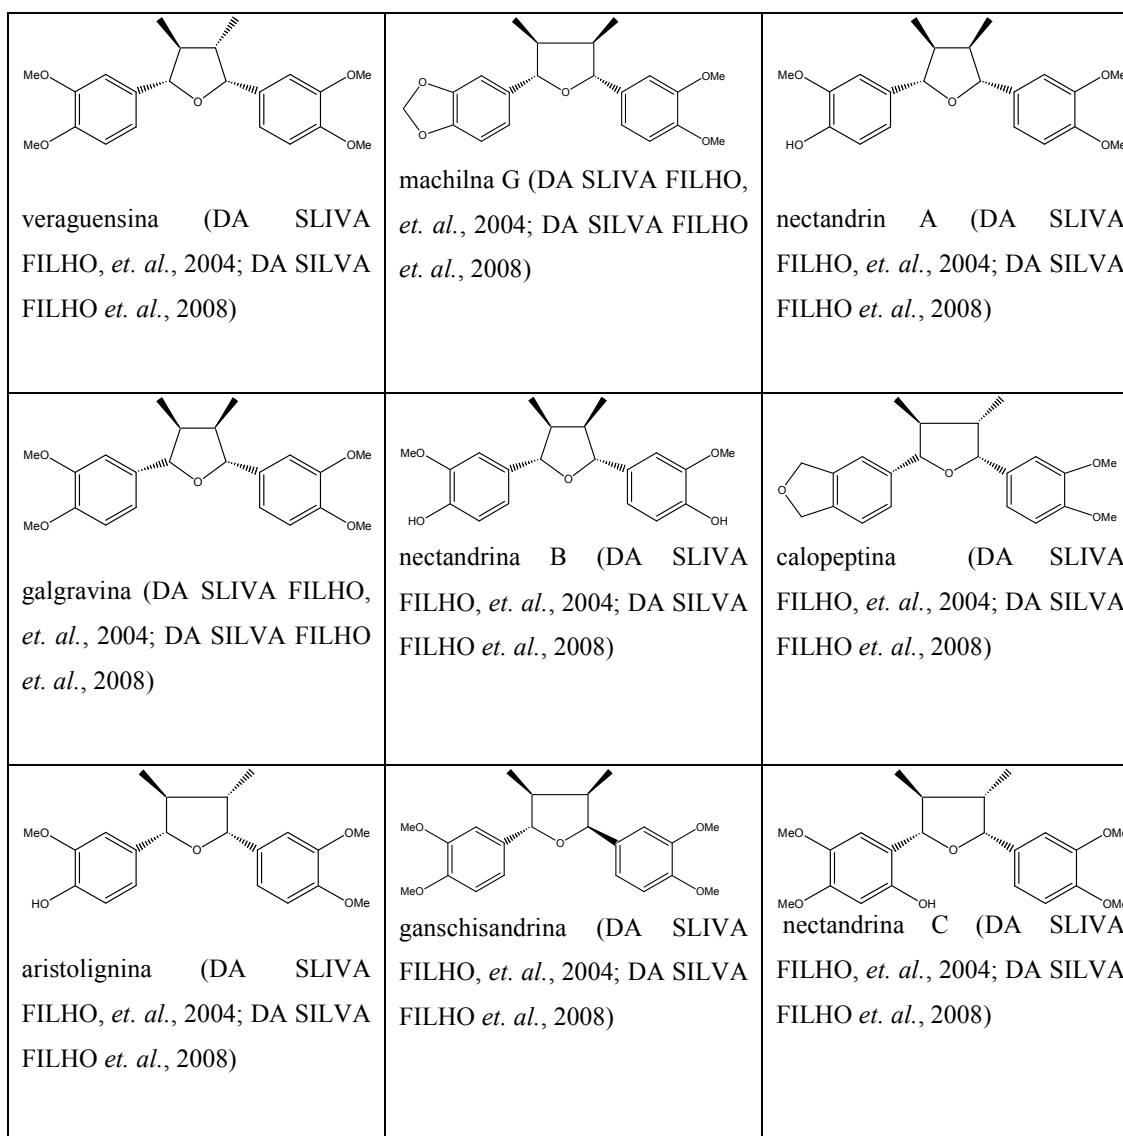 MeO
MeO
O
OMe
OMe
veraguensina (DA SLIVA
FILHO, et. al., 2004; DA SILVA
FILHO et. al., 2008)
O
O
O
OMe
OMe
machilna G (DA SLIVA FILHO,
et. al., 2004; DA SILVA FILHO
et. al., 2008)
MeO
HO
O
OMe
OMe
nectandrin A (DA SLIVA
FILHO, et. al., 2004; DA SILVA
FILHO et. al., 2008)
MeO
MeO
O
OMe
OMe
galgravina (DA SLIVA FILHO,
et. al., 2004; DA SILVA FILHO
et. al., 2008)
MeO
HO
O
OMe
OH
nectandrina B (DA SLIVA
FILHO, et. al., 2004; DA SILVA
FILHO et. al., 2008)
O
O
OMe
OMe
calopeptina (DA SLIVA
FILHO, et. al., 2004; DA SILVA
FILHO et. al., 2008)
MeO
HO
O
OMe
OMe
aristolignina (DA SLIVA
FILHO, et. al., 2004; DA SILVA
FILHO et. al., 2008)
MeO
MeO
O
OMe
OMe
ganschisandrina (DA SLIVA
FILHO, et. al., 2004; DA SILVA
FILHO et. al., 2008)
MeO
MeO
OH
O
OMe
OMe
nectandrina C (DA SLIVA
FILHO, et. al., 2004; DA SILVA
FILHO et. al., 2008)